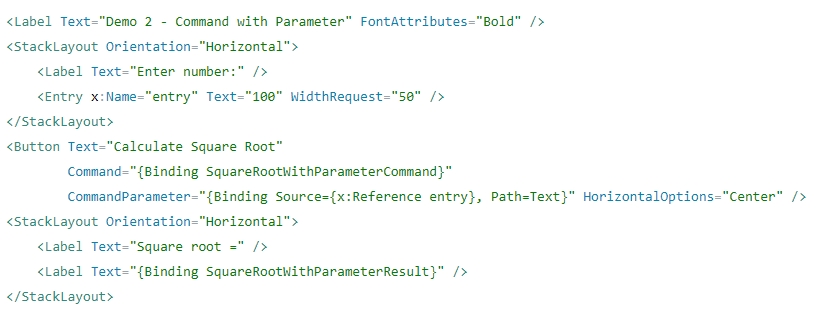 <Label Text="Demo 2 - Command with Parameter" FontAttributes="Bold" />
<StackLayout Orientation="Horizontal">
    <Label Text="Enter number:" />
    <Entry x:Name="entry" Text="100" WidthRequest="50" />
</StackLayout>
<Button Text="Calculate Square Root"
        Command="{Binding SquareRootWithParameterCommand}"
        CommandParameter="{Binding Source={x:Reference entry}, Path=Text}" HorizontalOptions="Center" />
<StackLayout Orientation="Horizontal">
    <Label Text="Square root =" />
    <Label Text="{Binding SquareRootWithParameterResult}" />
</StackLayout>